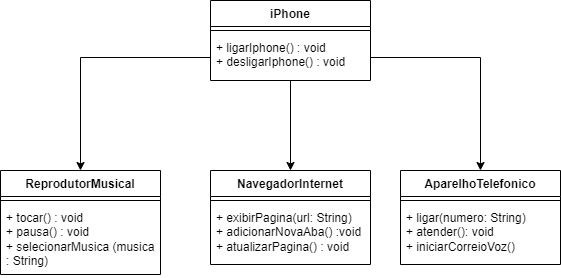 iPhone
+ ligarIphone() : void
+ desligarIphone() : void
ReprodutorMusical
+ tocar() : void
+ pausa() : void
+ selecionarMusica (musica
: String)
NavegadorInternet
+ exibirPagina(url: String)
+ adicionarNovaAba() :void
+ atualizarPagina() : void
AparelhoTelefonico
+ ligar(numero: String)
+ atender(): void
+ iniciarCorreioVoz()